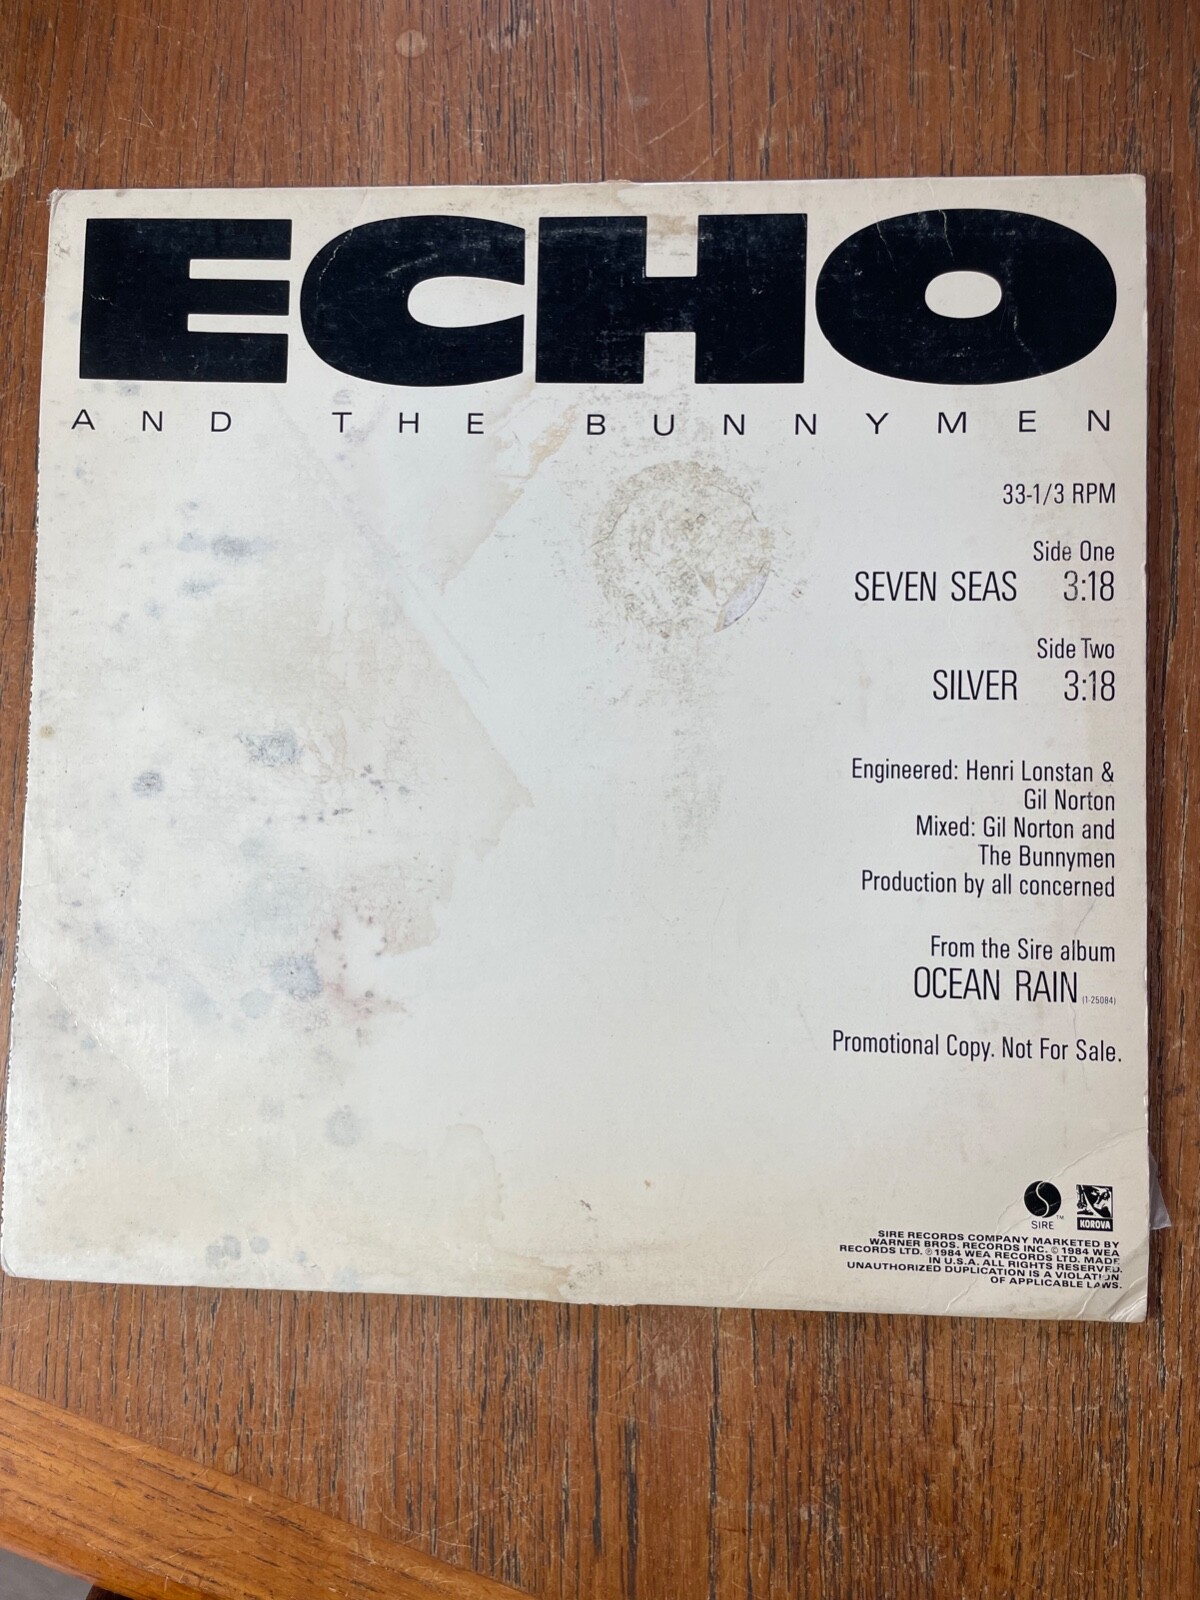 ECHO
AND THE BUNNYMEN
33-1/3 RPM
Side One
SEVEN SEAS 3:18
Side Two
SILVER 3:18
Engineered: Henri Lonstan &
Gil Norton
Mixed: Gil Norton and
The Bunnymen
Production by all concerned
From the Sire album
OCEAN RAIN (1-25084)
Promotional Copy. Not For Sale.
SIRE™ KOROVA
SIRE RECORDS COMPANY MARKETED BY
WARNER BROS. RECORDS INC. © 1984 WEA
RECORDS LTD. ℗ 1984 WEA RECORDS LTD. MADE
IN U.S.A. ALL RIGHTS RESERVED.
UNAUTHORIZED DUPLICATION IS A VIOLATION
OF APPLICABLE LAWS.